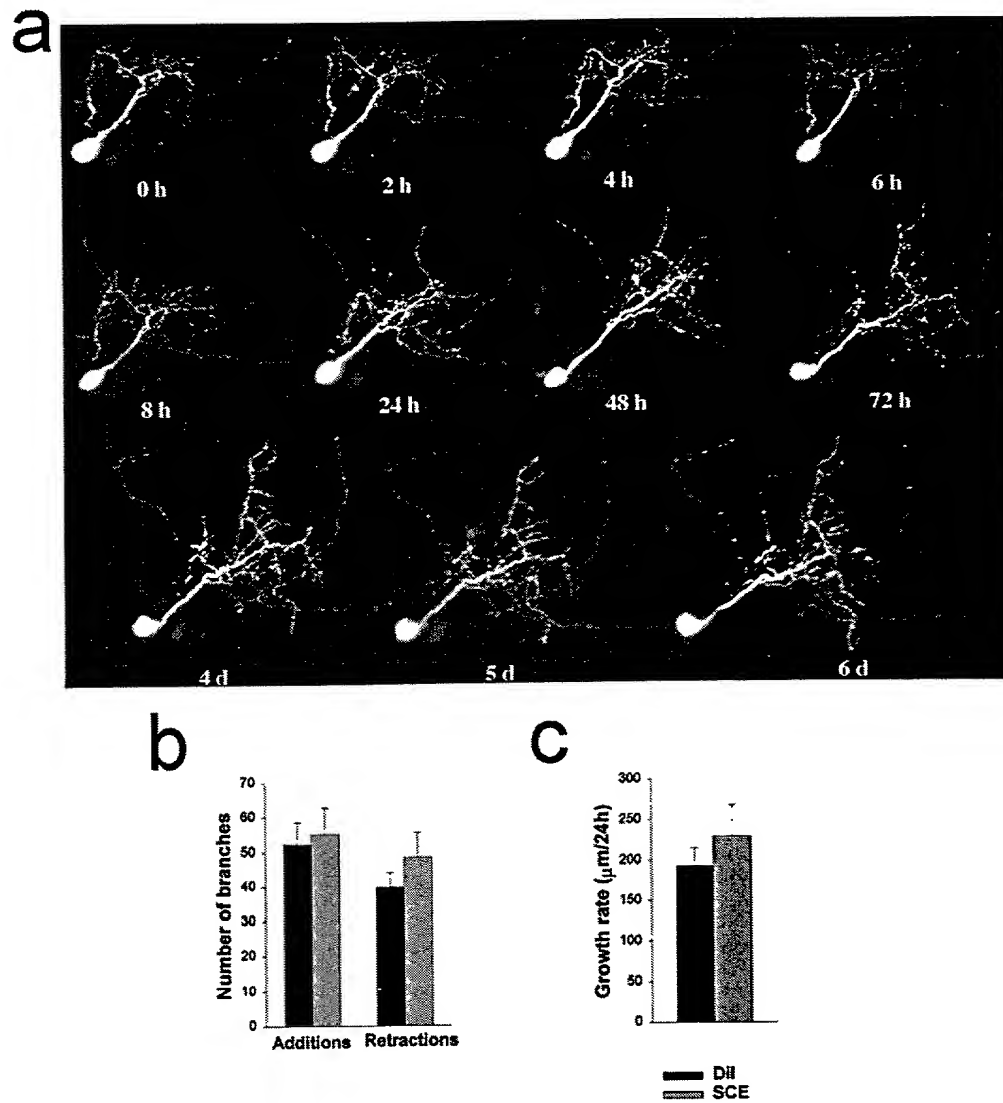 a
0 h 2 h 4 h 6 h
8 h 24 h 48 h 72 h
4 d 5 d 6 d
b
Number of branches
70
60
50
40
30
20
10
0
Additions Retractions
c
Growth rate (μm/24h)
300
250
200
150
100
50
0
DiI
SCE